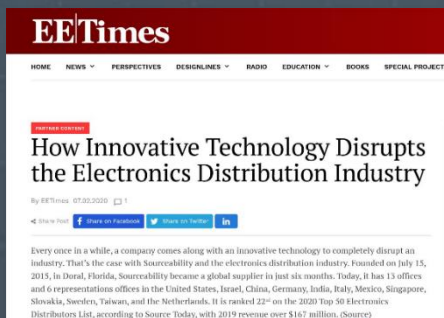 EE|Times
HOME NEWS PERSPECTIVES DESIGNLINES RADIO EDUCATION BOOKS SPECIAL PROJECT
PARTNER CONTENT
How Innovative Technology Disrupts
the Electronics Distribution Industry
By EETimes 07.03.2020 1
Share Post Share on Facebook Share on Twitter in
Every once in a while, a company comes along with an innovative technology to completely disrupt an
industry. That's the case with Sourceability and the electronics distribution industry. Founded on July 15,
2015, in Doral, Florida, Sourceability became a global supplier in just six months. Today, it has 13 offices
and 6 representations offices in the United States, Israel, China, Germany, India, Italy, Mexico, Singapore,
Slovakia, Sweden, Taiwan, and the Netherlands. It is ranked 22nd on the 2020 Top 50 Electronics
Distributors List, according to Source Today, with 2019 revenue over $167 million. (Source)